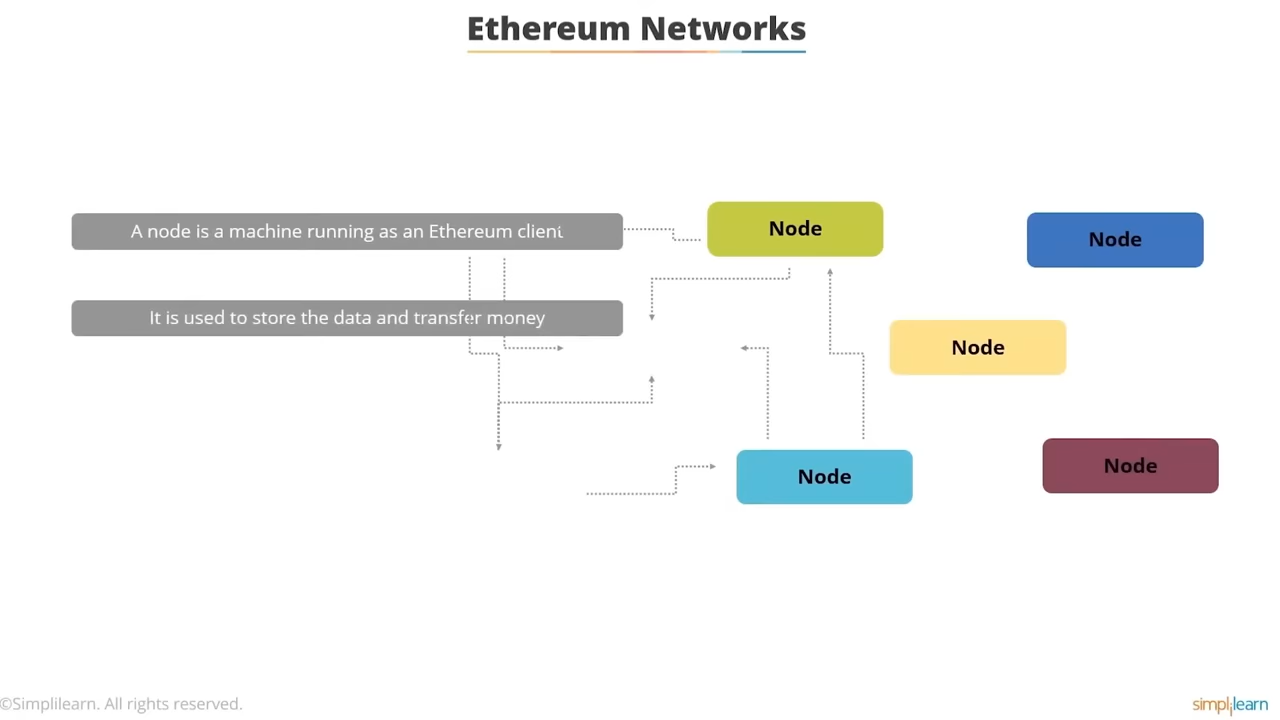 Ethereum Networks
A node is a machine running as an Ethereum client
Node
Node
It is used to store the data and transfer money
Node
Node
Node
©Simplilearn. All rights reserved.
simplilearn